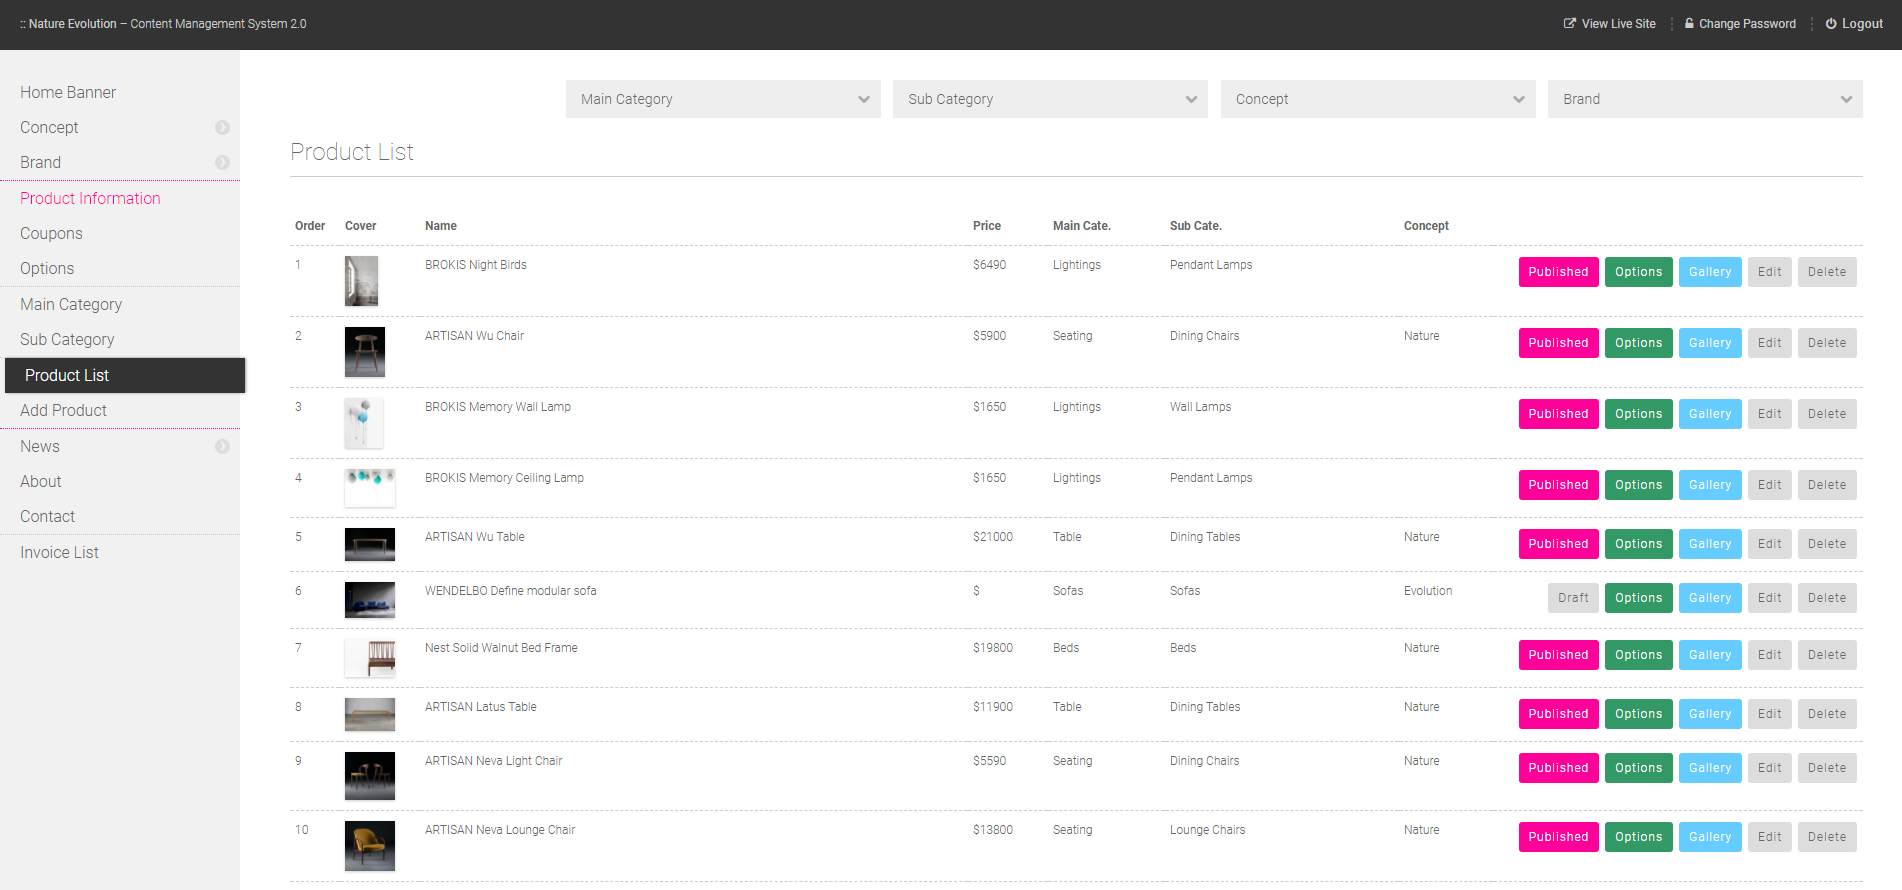 :: Nature Evolution – Content Management System 2.0
View Live Site
Change Password
Logout
Home Banner
Concept
Brand
Product Information
Coupons
Options
Main Category
Sub Category
Product List
Add Product
News
About
Contact
Invoice List
Main Category Sub Category Concept Brand
Product List
Order Cover Name Price Main Cate. Sub Cate. Concept
1 BROKIS Night Birds $6490 Lightings Pendant Lamps Published Options Gallery Edit Delete
2 ARTISAN Wu Chair $5900 Seating Dining Chairs Nature Published Options Gallery Edit Delete
3 BROKIS Memory Wall Lamp $1650 Lightings Wall Lamps Published Options Gallery Edit Delete
4 BROKIS Memory Ceiling Lamp $1650 Lightings Pendant Lamps Published Options Gallery Edit Delete
5 ARTISAN Wu Table $21000 Table Dining Tables Nature Published Options Gallery Edit Delete
6 WENDELBO Define modular sofa $ Sofas Sofas Evolution Draft Options Gallery Edit Delete
7 Nest Solid Walnut Bed Frame $19800 Beds Beds Nature Published Options Gallery Edit Delete
8 ARTISAN Latus Table $11900 Table Dining Tables Nature Published Options Gallery Edit Delete
9 ARTISAN Neva Light Chair $5590 Seating Dining Chairs Nature Published Options Gallery Edit Delete
10 ARTISAN Neva Lounge Chair $13800 Seating Lounge Chairs Nature Published Options Gallery Edit Delete